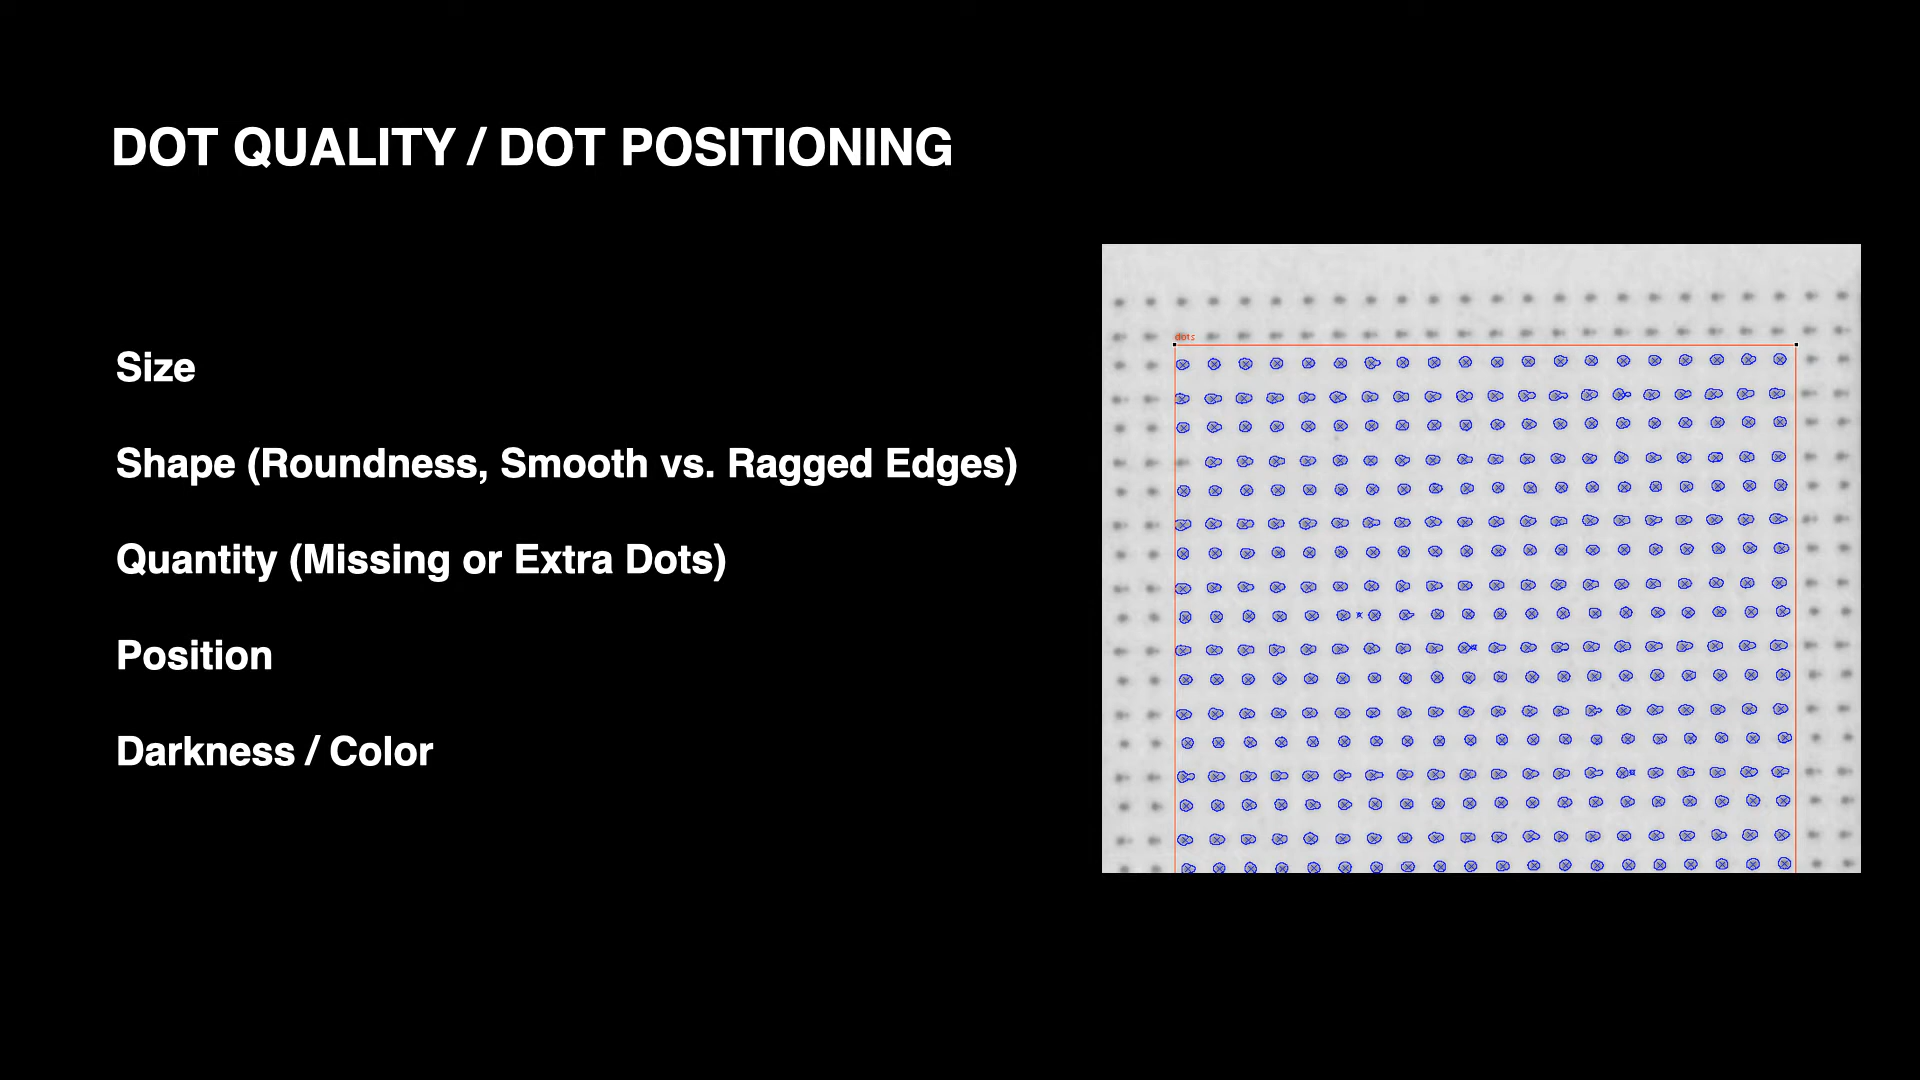 DOT QUALITY / DOT POSITIONING
Size
Shape (Roundness, Smooth vs. Ragged Edges)
Quantity (Missing or Extra Dots)
Position
Darkness / Color
dots